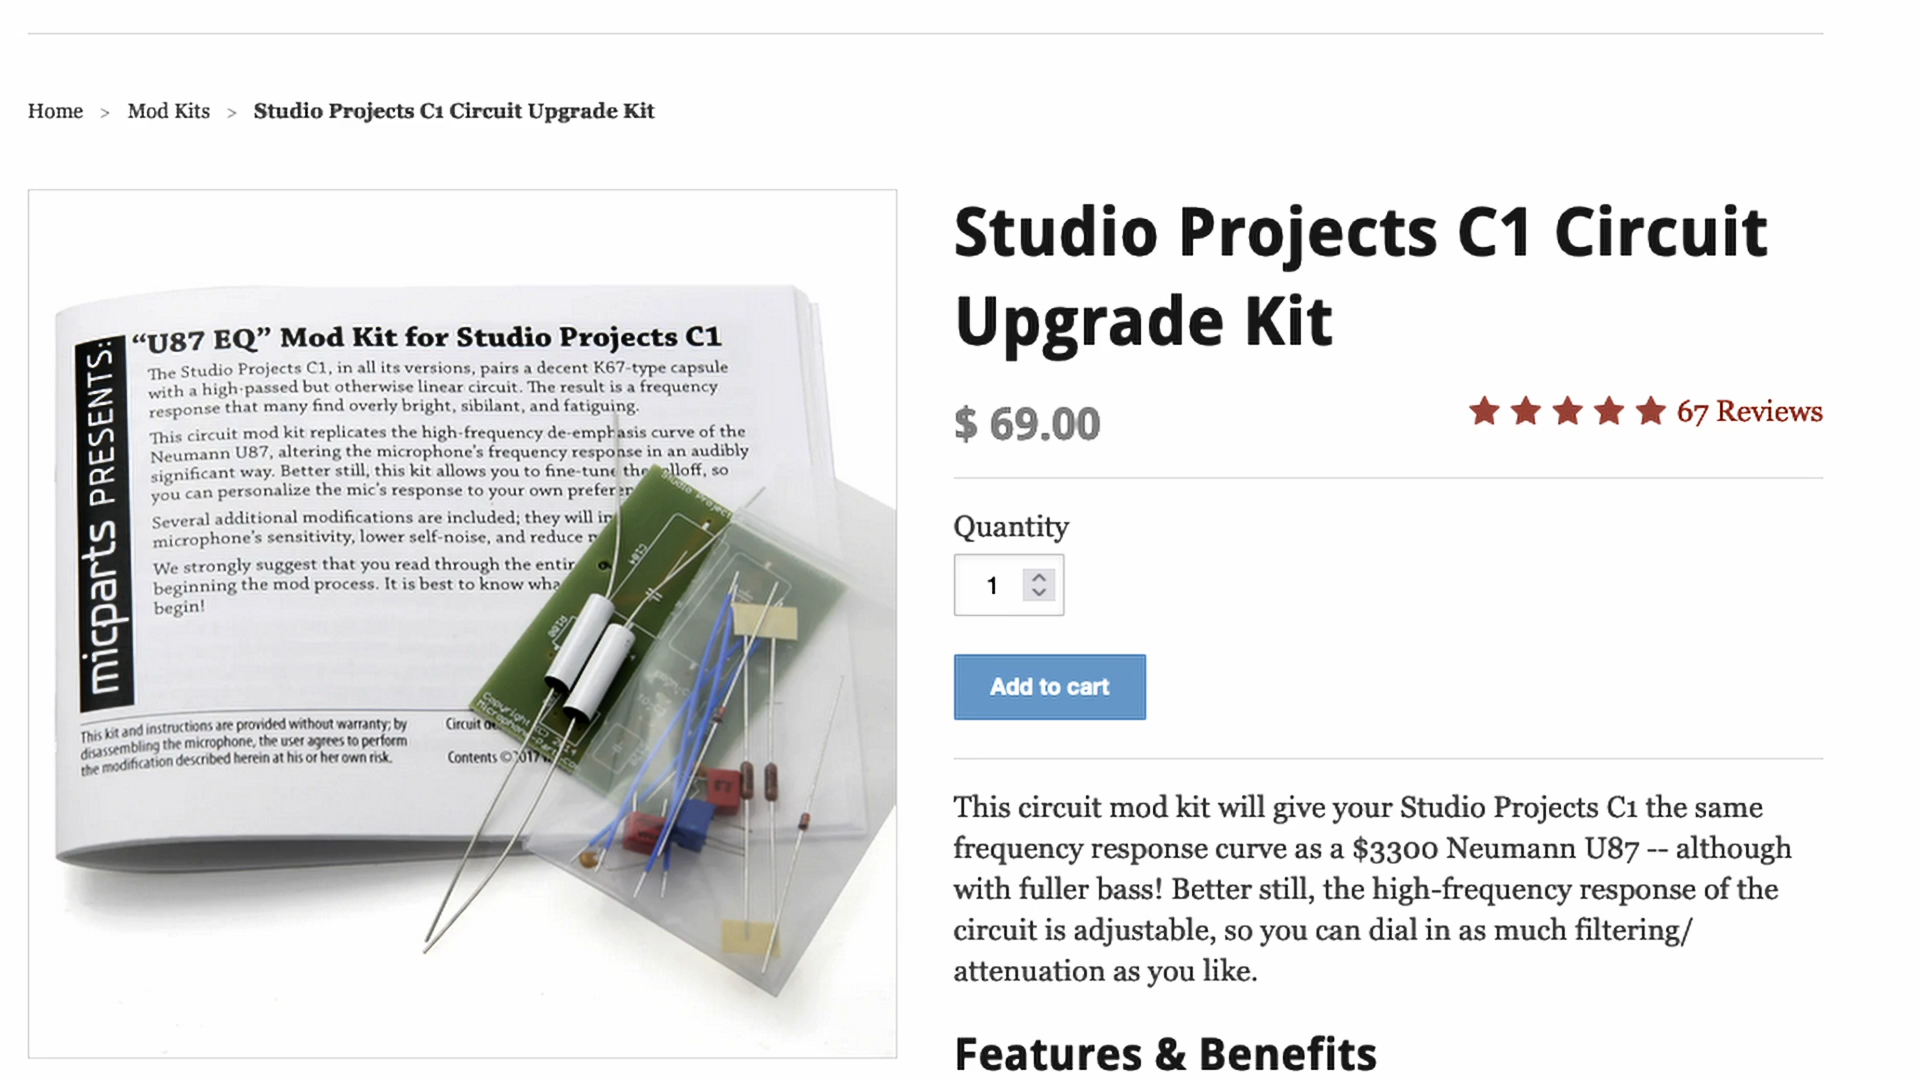 Home > Mod Kits > Studio Projects C1 Circuit Upgrade Kit
micparts PRESENTS:
“U87 EQ” Mod Kit for Studio Projects C1
The Studio Projects C1, in all its versions, pairs a decent K67-type capsule
with a high-passed but otherwise linear circuit. The result is a frequency
response that many find overly bright, sibilant, and fatiguing.
This circuit mod kit replicates the high-frequency de-emphasis curve of the
Neumann U87, altering the microphone’s frequency response in an audibly
significant way. Better still, this kit allows you to fine-tune the rolloff, so
you can personalize the mic’s response to your own
Several additional modifications are included; they will
microphone’s sensitivity, lower self-noise, and reduce
We strongly suggest that you read through the
beginning the mod process. It is best to know
begin!
This kit and instructions are provided without warranty; by
disassembling the microphone, the user agrees to perform
the modification described herein at his or her own risk.
Circuit
Contents © 2017
Studio
C104
R100
Copyright (C) 2014
Studio Projects C1 Circuit
Upgrade Kit
$ 69.00
67 Reviews
Quantity
1
Add to cart
This circuit mod kit will give your Studio Projects C1 the same
frequency response curve as a $3300 Neumann U87 -- although
with fuller bass! Better still, the high-frequency response of the
circuit is adjustable, so you can dial in as much filtering/
attenuation as you like.
Features & Benefits